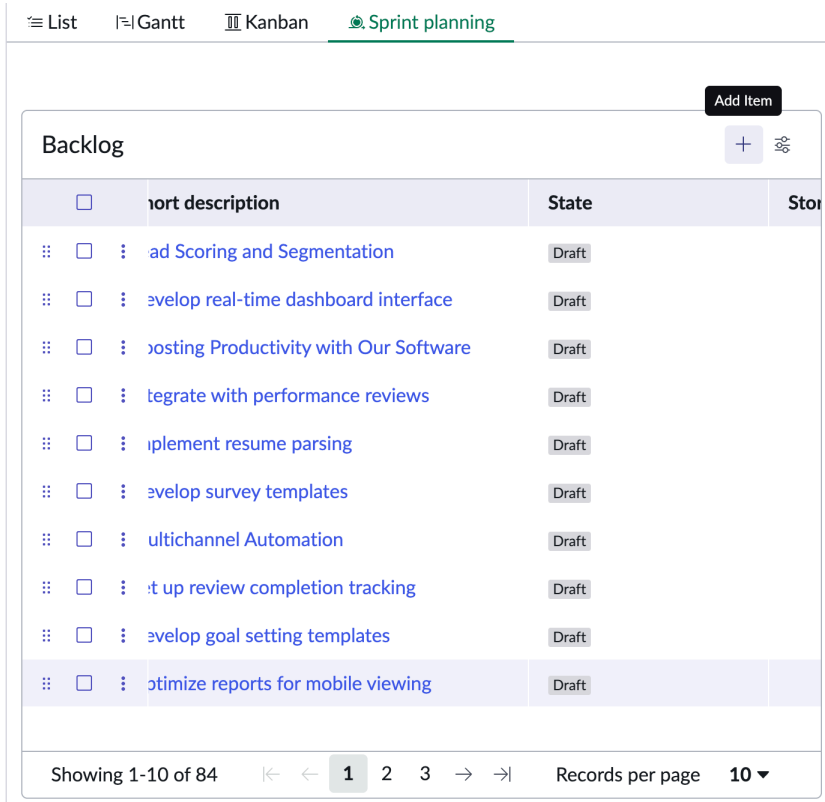 List Gantt Kanban Sprint planning
Add Item
Backlog
hort description State Stor
ad Scoring and Segmentation Draft
evelop real-time dashboard interface Draft
oosting Productivity with Our Software Draft
tegrate with performance reviews Draft
nplement resume parsing Draft
evelop survey templates Draft
ultichannel Automation Draft
et up review completion tracking Draft
evelop goal setting templates Draft
ptimize reports for mobile viewing Draft
Showing 1-10 of 84 1 2 3 Records per page 10